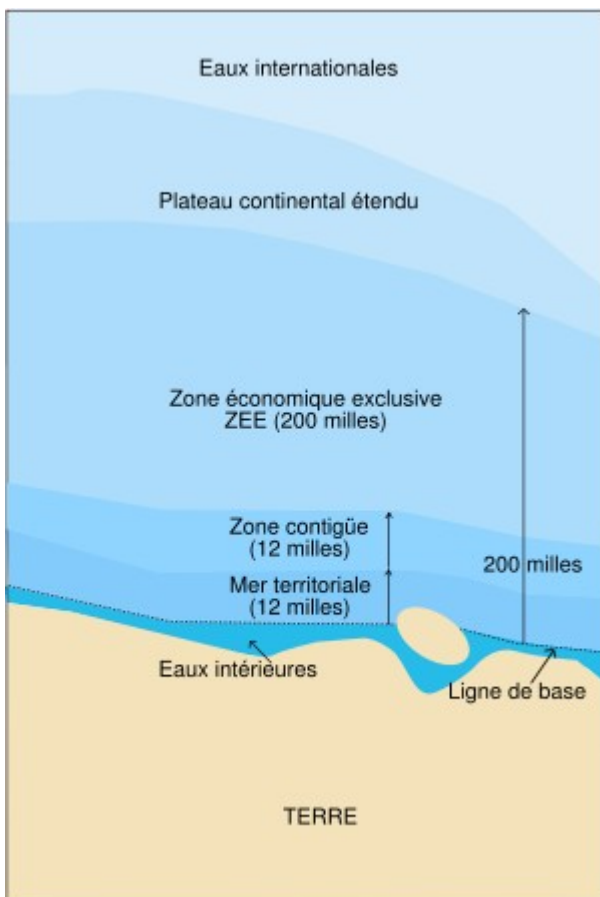 Eaux internationales
Plateau continental étendu
Zone économique exclusive
ZEE (200 milles)
Zone contigüe
(12 milles)
200 milles
Mer territoriale
(12 milles)
Eaux intérieures
Ligne de base
TERRE